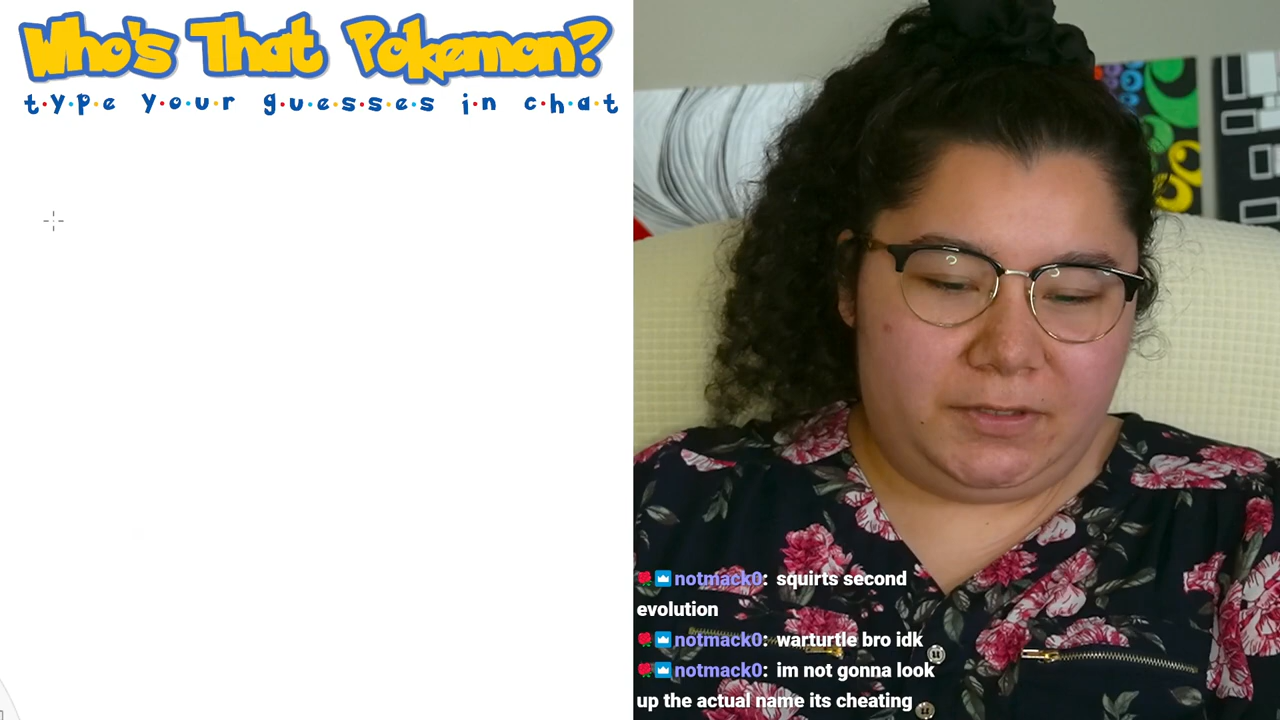 Who's That Pokemon?
type your guesses in chat
notmack0: squirts second
evolution
notmack0: warturtle bro idk
notmack0: im not gonna look
up the actual name its cheating